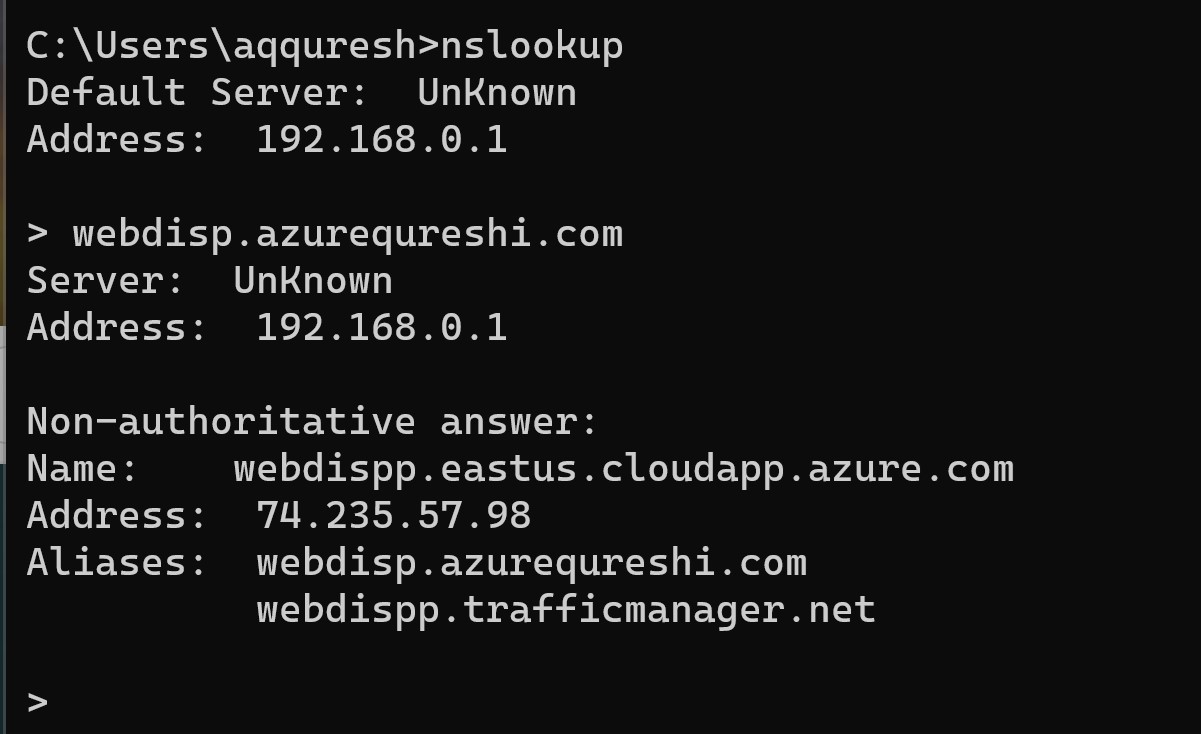 C:\Users\aqquresh>nslookup
Default Server:  UnKnown
Address:  192.168.0.1
> webdisp.azurequreshi.com
Server:  UnKnown
Address:  192.168.0.1
Non-authoritative answer:
Name:    webdispp.eastus.cloudapp.azure.com
Address:  74.235.57.98
Aliases:  webdisp.azurequreshi.com
          webdispp.trafficmanager.net
>